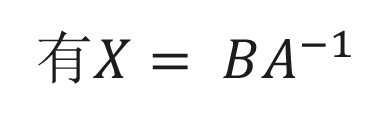 有X = BA⁻¹